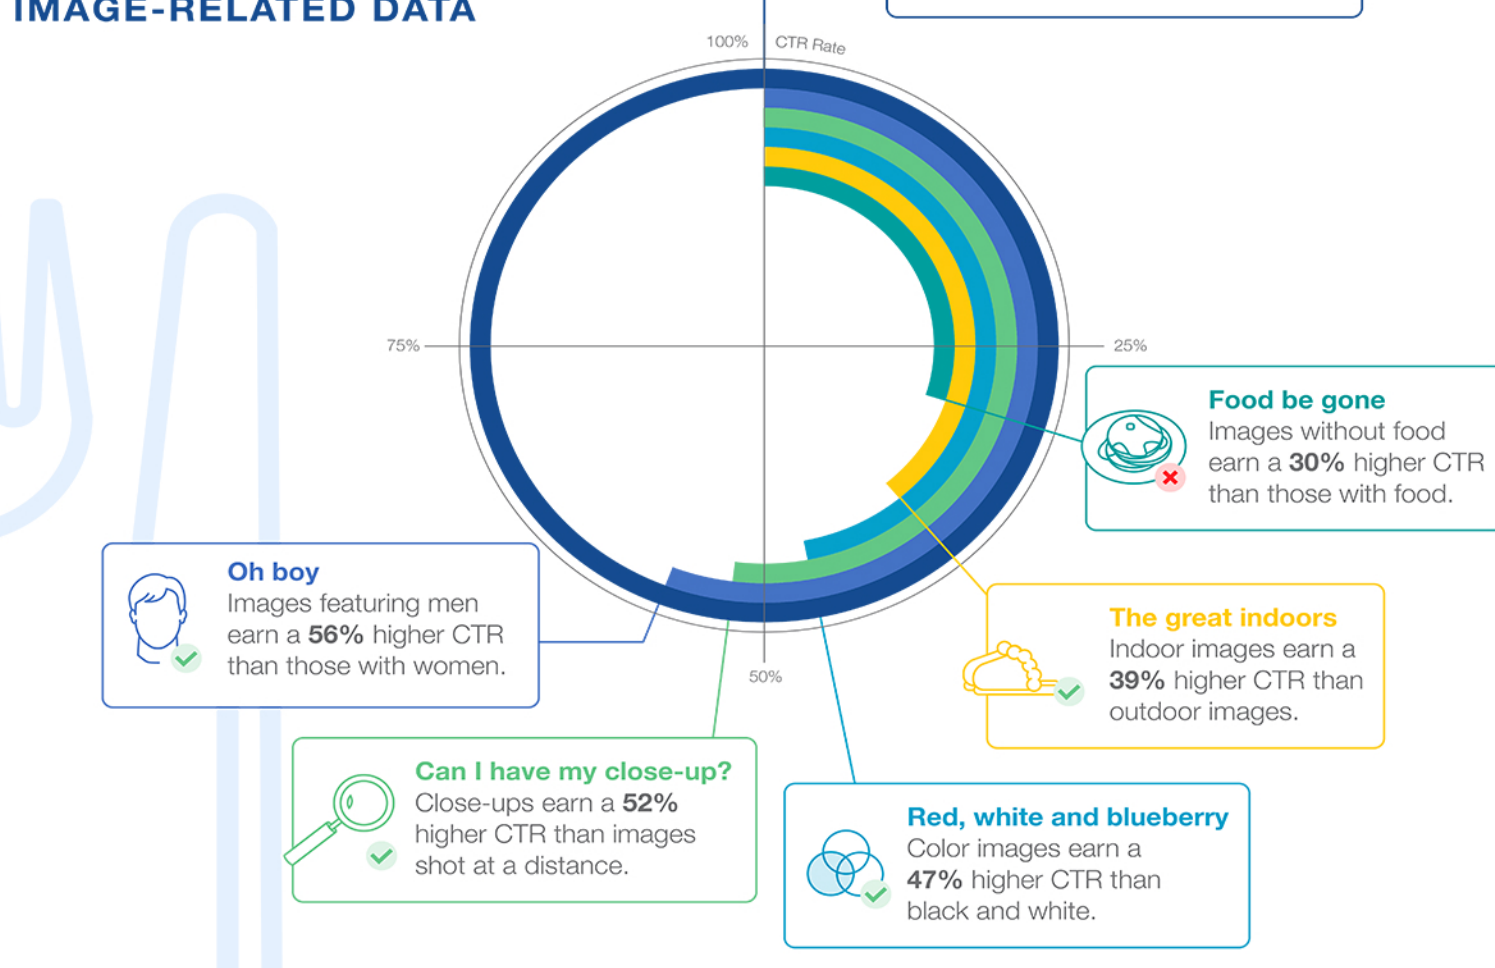 IMAGE-RELATED DATA
100%
CTR Rate
75%
25%
50%
Food be gone
Images without food
earn a 30% higher CTR
than those with food.
Oh boy
Images featuring men
earn a 56% higher CTR
than those with women.
The great indoors
Indoor images earn a
39% higher CTR than
outdoor images.
Can I have my close-up?
Close-ups earn a 52%
higher CTR than images
shot at a distance.
Red, white and blueberry
Color images earn a
47% higher CTR than
black and white.